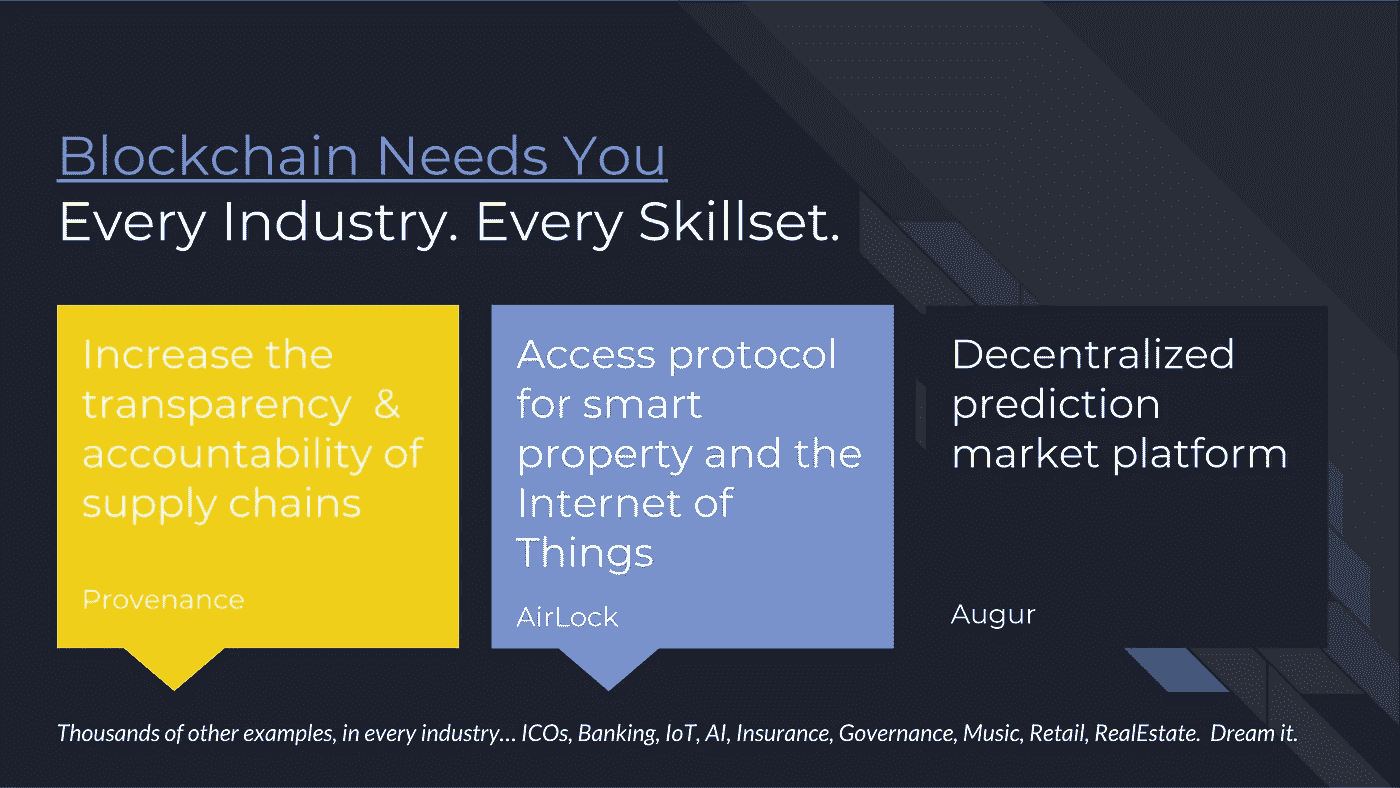 Blockchain Needs You
Every Industry. Every Skillset.
Increase the
transparency  &
accountability of
supply chains
Provenance
Access protocol
for smart
property and the
Internet of
Things
AirLock
Decentralized
prediction
market platform
Augur
Thousands of other examples, in every industry... ICOs, Banking, IoT, AI, Insurance, Governance, Music, Retail, RealEstate.  Dream it.